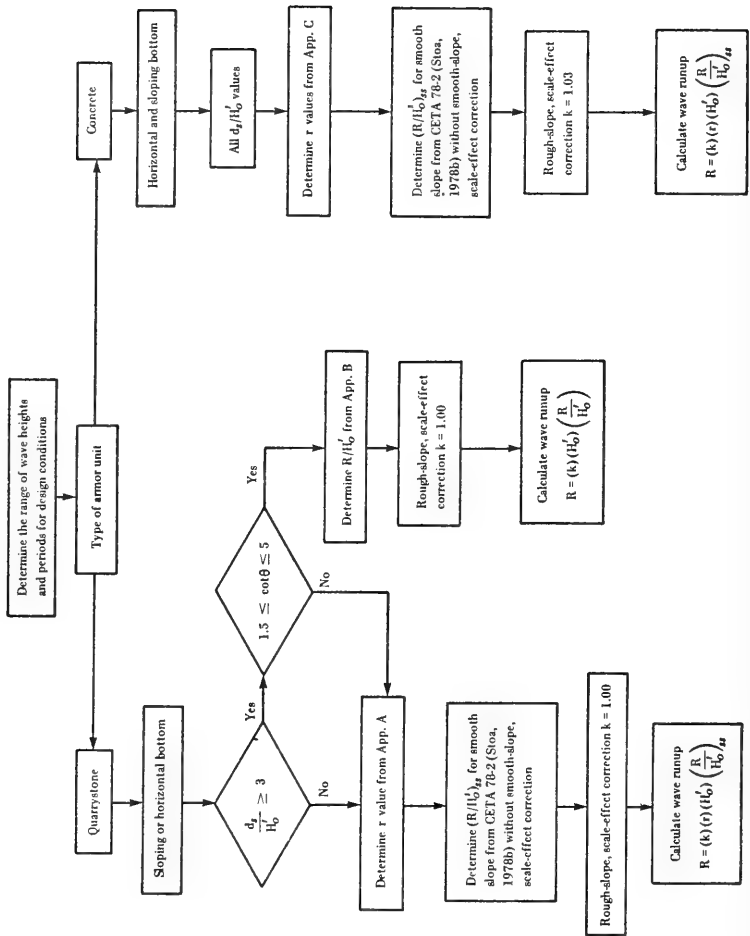 Determine the range of wave heights
and periods for design conditions
Type of armor unit
Quarrystone
Sloping or horizontal bottom
d_s/H'_o ≥ 3
Yes
No
1.5 ≤ cotθ ≤ 5
Yes
No
Determine r value from App. A
Determine (R/H'_o)_ss for smooth
slope from CETA 78-2 (Stoa,
1978b) without smooth-slope,
scale-effect correction
Rough-slope, scale-effect correction k = 1.00
Calculate wave runup
R = (k) (r) (H'_o) (R/H'_o)_ss
Determine R/H'_o from App. B
Rough-slope, scale-effect
correction k = 1.00
Calculate wave runup
R = (k) (H'_o) (R/H'_o)
Concrete
Horizontal and sloping bottom
All d_s/H'_o values
Determine r values from App. C
Determine (R/H'_o)_ss for smooth
slope from CETA 78-2 (Stoa,
1978b) without smooth-slope,
scale-effect correction
Rough-slope, scale-effect
correction k = 1.03
Calculate wave runup
R = (k) (r) (H'_o) (R/H'_o)_ss